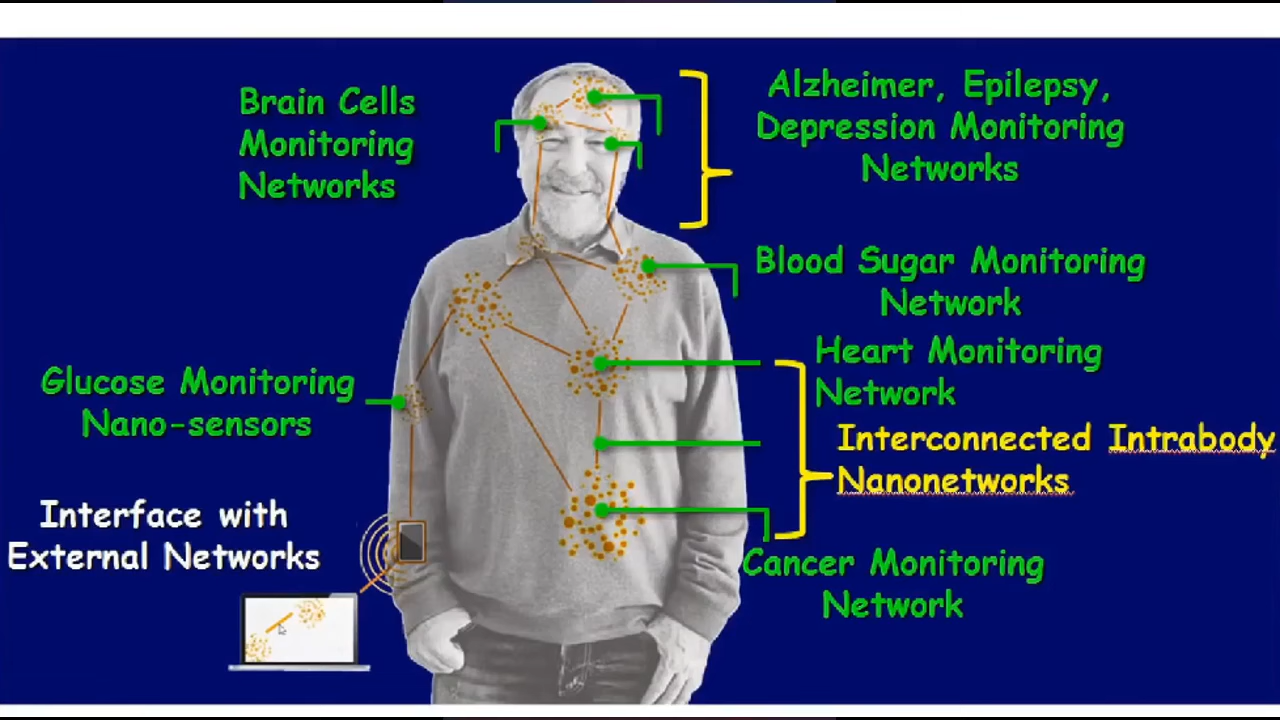 Brain Cells
Monitoring
Networks
Alzheimer, Epilepsy,
Depression Monitoring
Networks
Blood Sugar Monitoring
Network
Heart Monitoring
Network
Glucose Monitoring
Nano-sensors
Interconnected Intrabody
Nanonetworks
Interface with
External Networks
Cancer Monitoring
Network